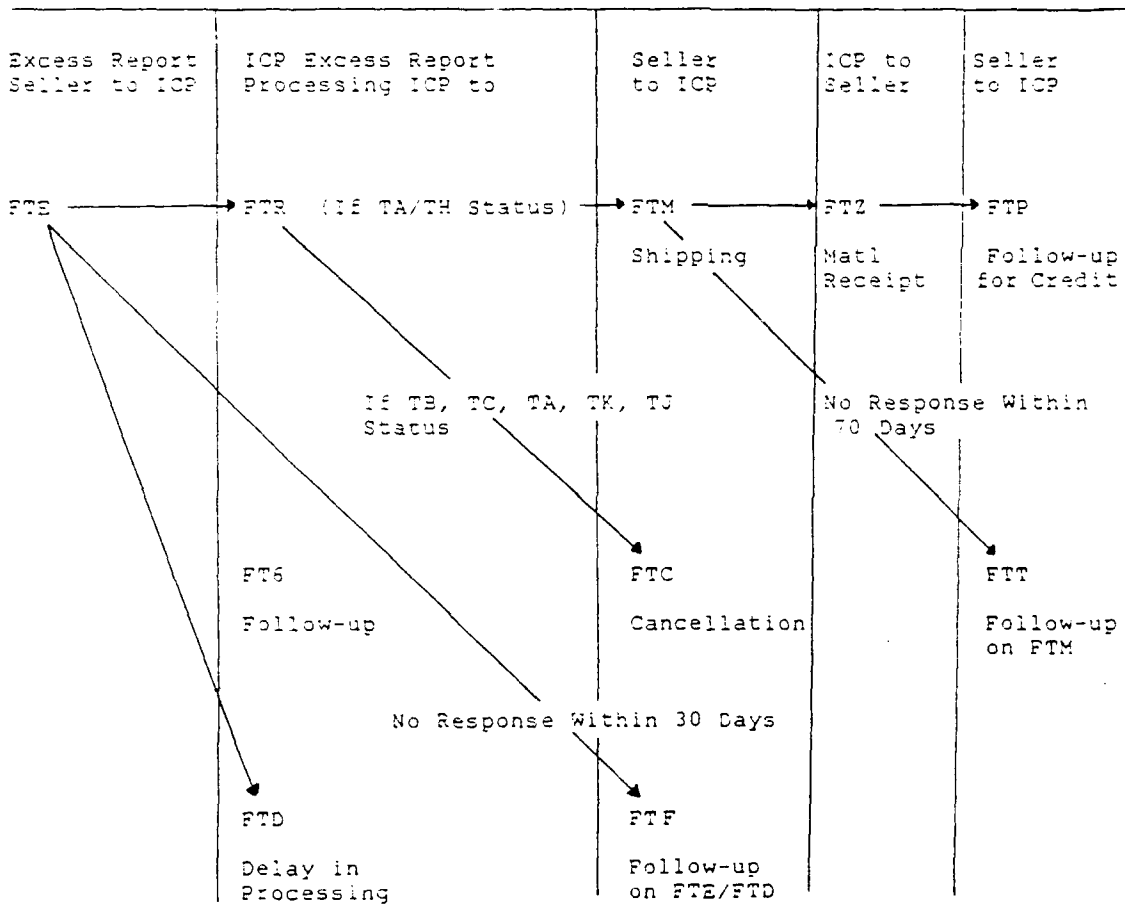 Excess Report
Seller to ICP
ICP Excess Report
Processing ICP to
Seller
to ICP
ICP to
Seller
Seller
to ICP
FTE
FTR (If TA/TH Status)
FTM
FTZ
FTP
Shipping
Matl
Receipt
Follow-up
for Credit
If TB, TC, TA, TK, TJ
Status
No Response Within
70 Days
FT6
FTC
FTT
Follow-up
Cancellation
Follow-up
on FTM
No Response Within 30 Days
FTD
FTF
Delay in
Processing
Follow-up
on FTE/FTD